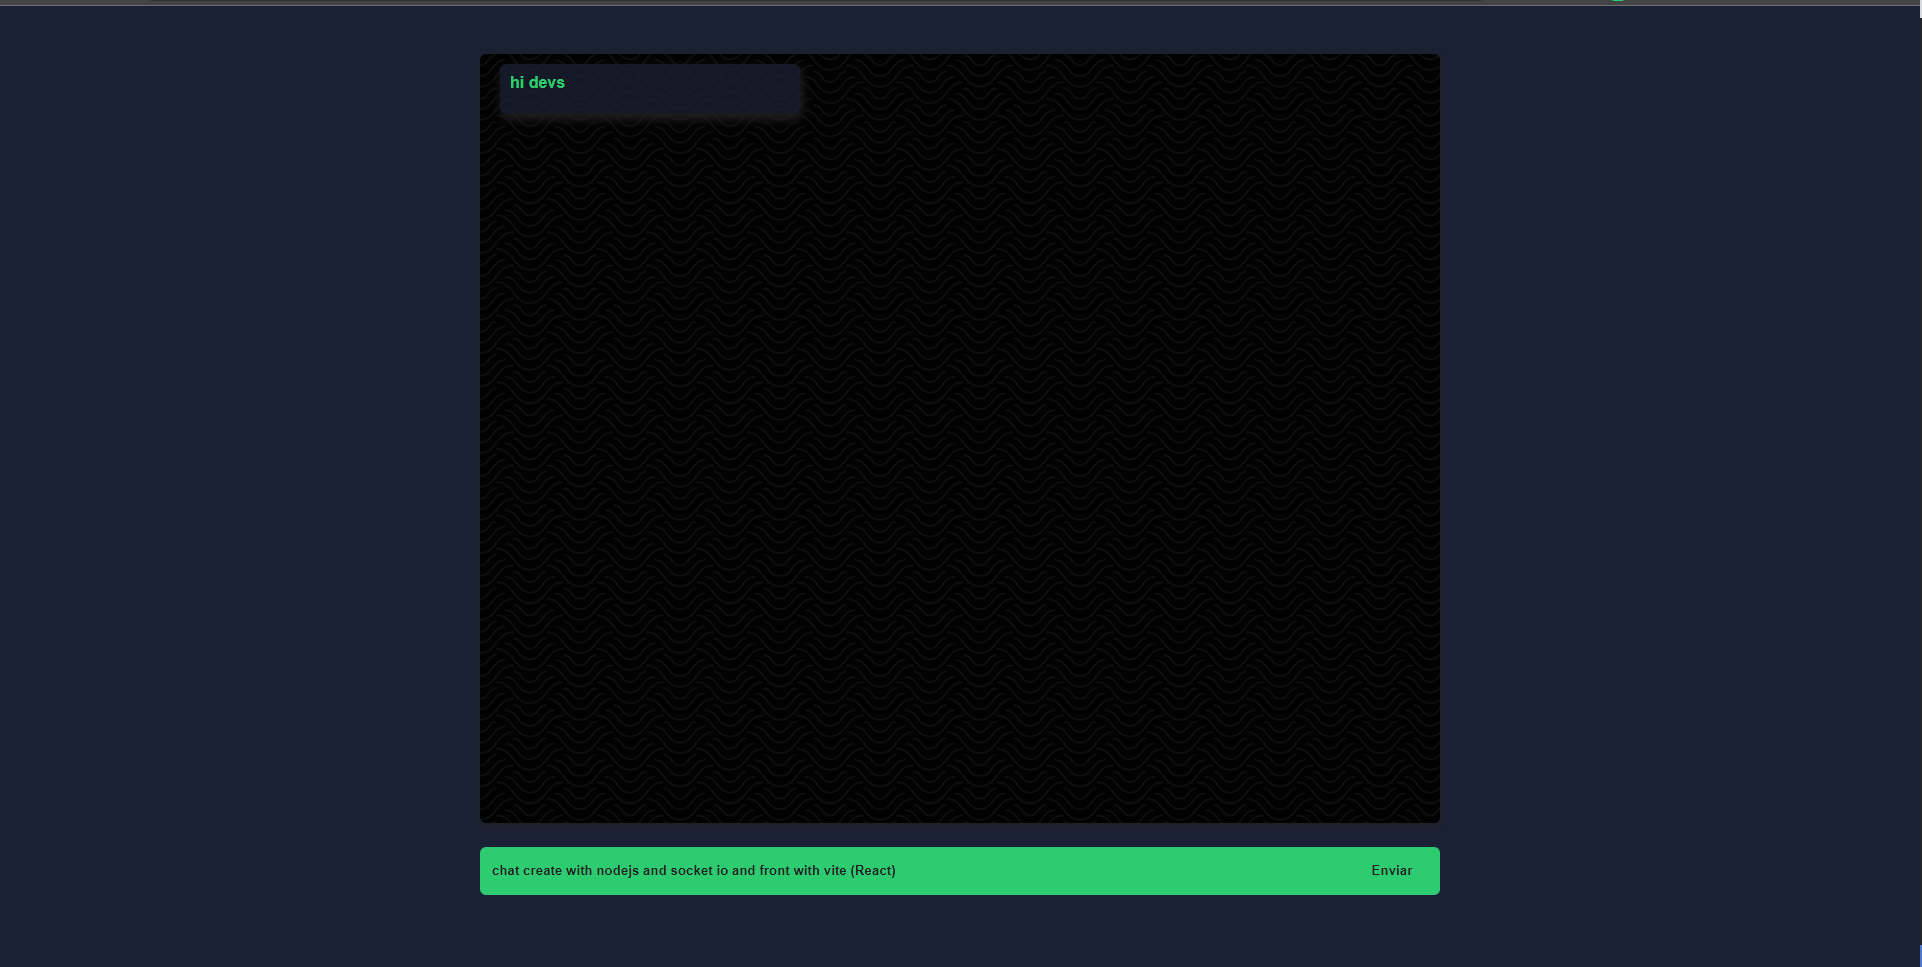 hi devs
chat create with nodejs and socket io and front with vite (React)
Enviar